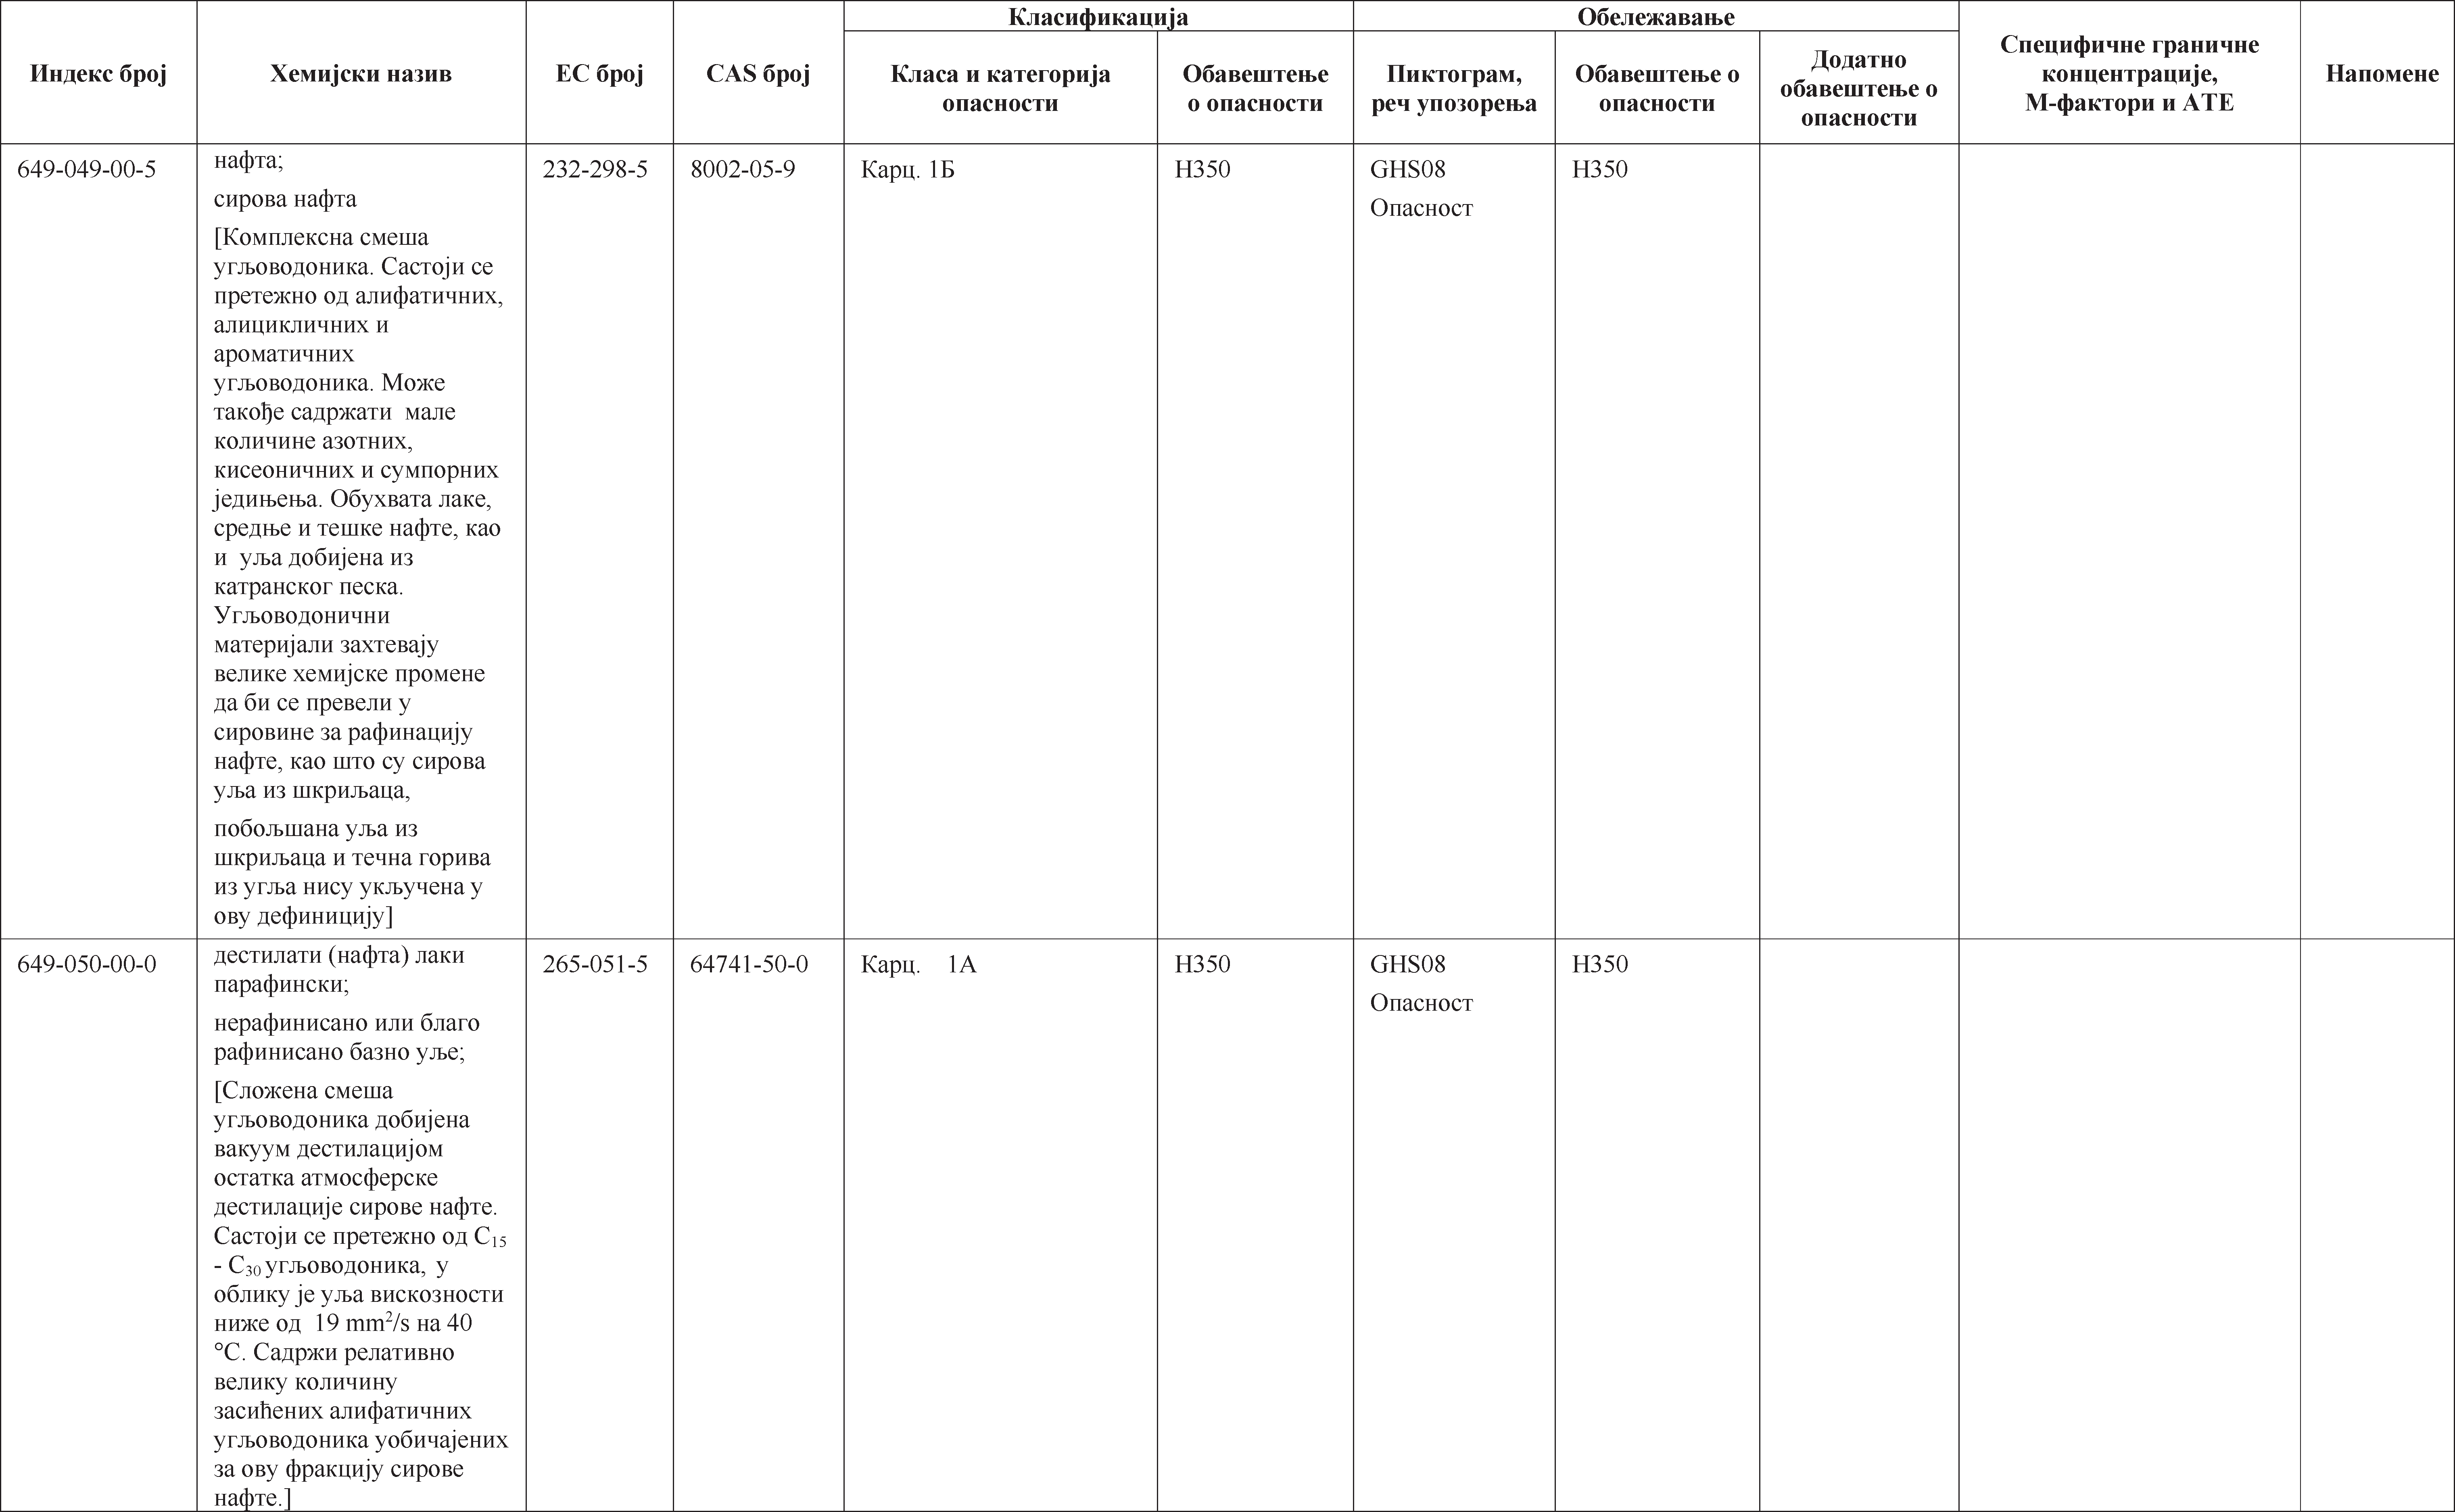 Класификација
Обележавање
Индекс број
Хемијски назив
ЕС број
CAS број
Класа и категорија
опасности
Обавештење
о опасности
Пиктограм,
реч упозорења
Обавештење о
опасности
Додатно
обавештење о
опасности
Специфичне граничне
концентрације,
М-фактори и АТЕ
Напомене
649-049-00-5
нафта;
сирова нафта
[Комплексна смеша
угљоводоника. Састоји се
претежно од алифатичних,
алицикличних и
ароматичних
угљоводоника. Може
такође садржати  мале
количине азотних,
кисеоничних и сумпорних
једињења. Обухвата лаке,
средње и тешке нафте, као
и  уља добијена из
катранског песка.
Угљоводонични
материјали захтевају
велике хемијске промене
да би се превели у
сировине за рафинацију
нафте, као што су сирова
уља из шкриљаца,
побољшана уља из
шкриљаца и течна горива
из угља нису укључена у
ову дефиницију]
232-298-5
8002-05-9
Карц. 1Б
H350
GHS08
Опасност
H350
649-050-00-0
дестилати (нафта) лаки
парафински;
нерафинисано или благо
рафинисано базно уље;
[Сложена смеша
угљоводоника добијена
вакуум дестилацијом
остатка атмосферске
дестилације сирове нафте.
Састоји се претежно од C₁₅
- C₃₀ угљоводоника,  у
облику је уља вискозности
ниже од  19 mm²/s на 40
°C. Садржи релативно
велику количину
засићених алифатичних
угљоводоника уобичајених
за ову фракцију сирове
нафте.]
265-051-5
64741-50-0
Карц.    1А
H350
GHS08
Опасност
H350